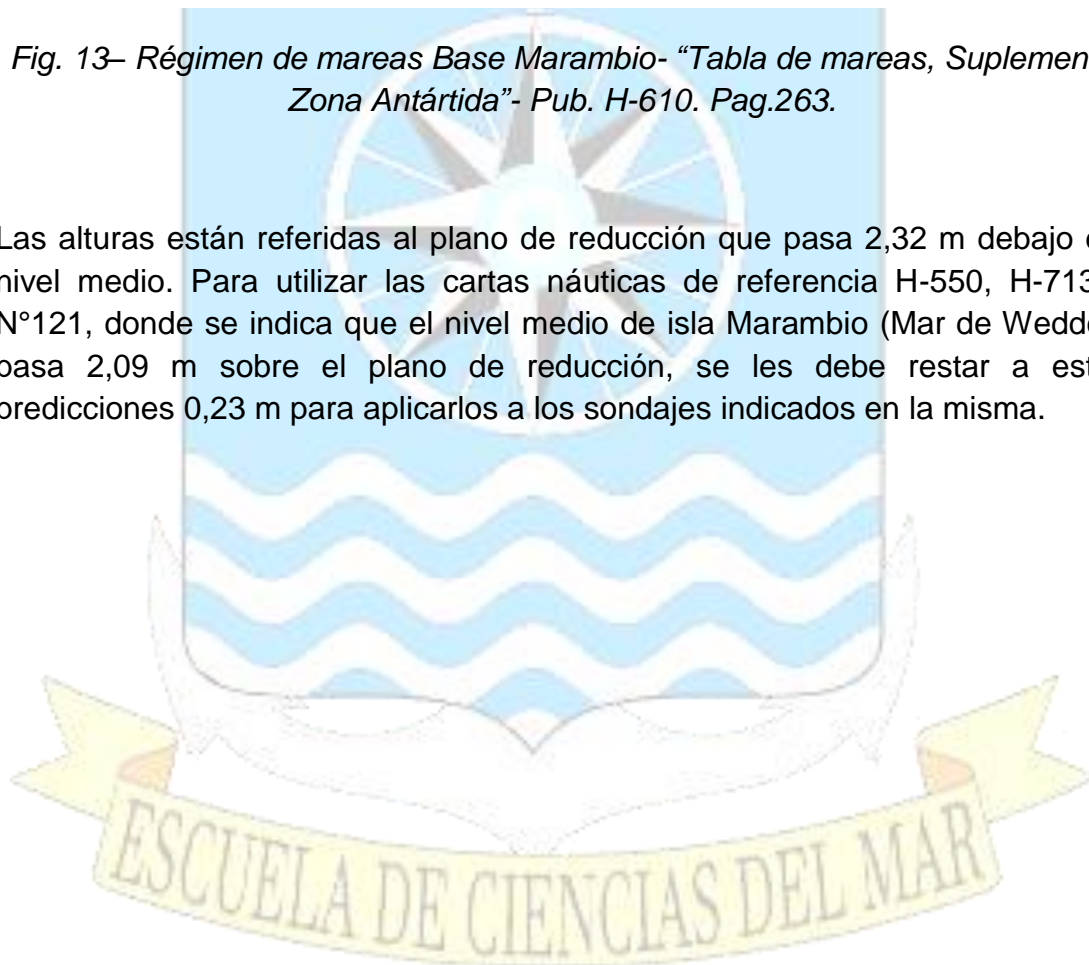 Fig. 13– Régimen de mareas Base Marambio- “Tabla de mareas, Suplemen
Zona Antártida”- Pub. H-610. Pag.263.
Las alturas están referidas al plano de reducción que pasa 2,32 m debajo
nivel medio. Para utilizar las cartas náuticas de referencia H-550, H-713
N°121, donde se indica que el nivel medio de isla Marambio (Mar de Wedde
pasa 2,09 m sobre el plano de reducción, se les debe restar a est
predicciones 0,23 m para aplicarlos a los sondajes indicados en la misma.
ESCUELA DE CIENCIAS DEL MAR